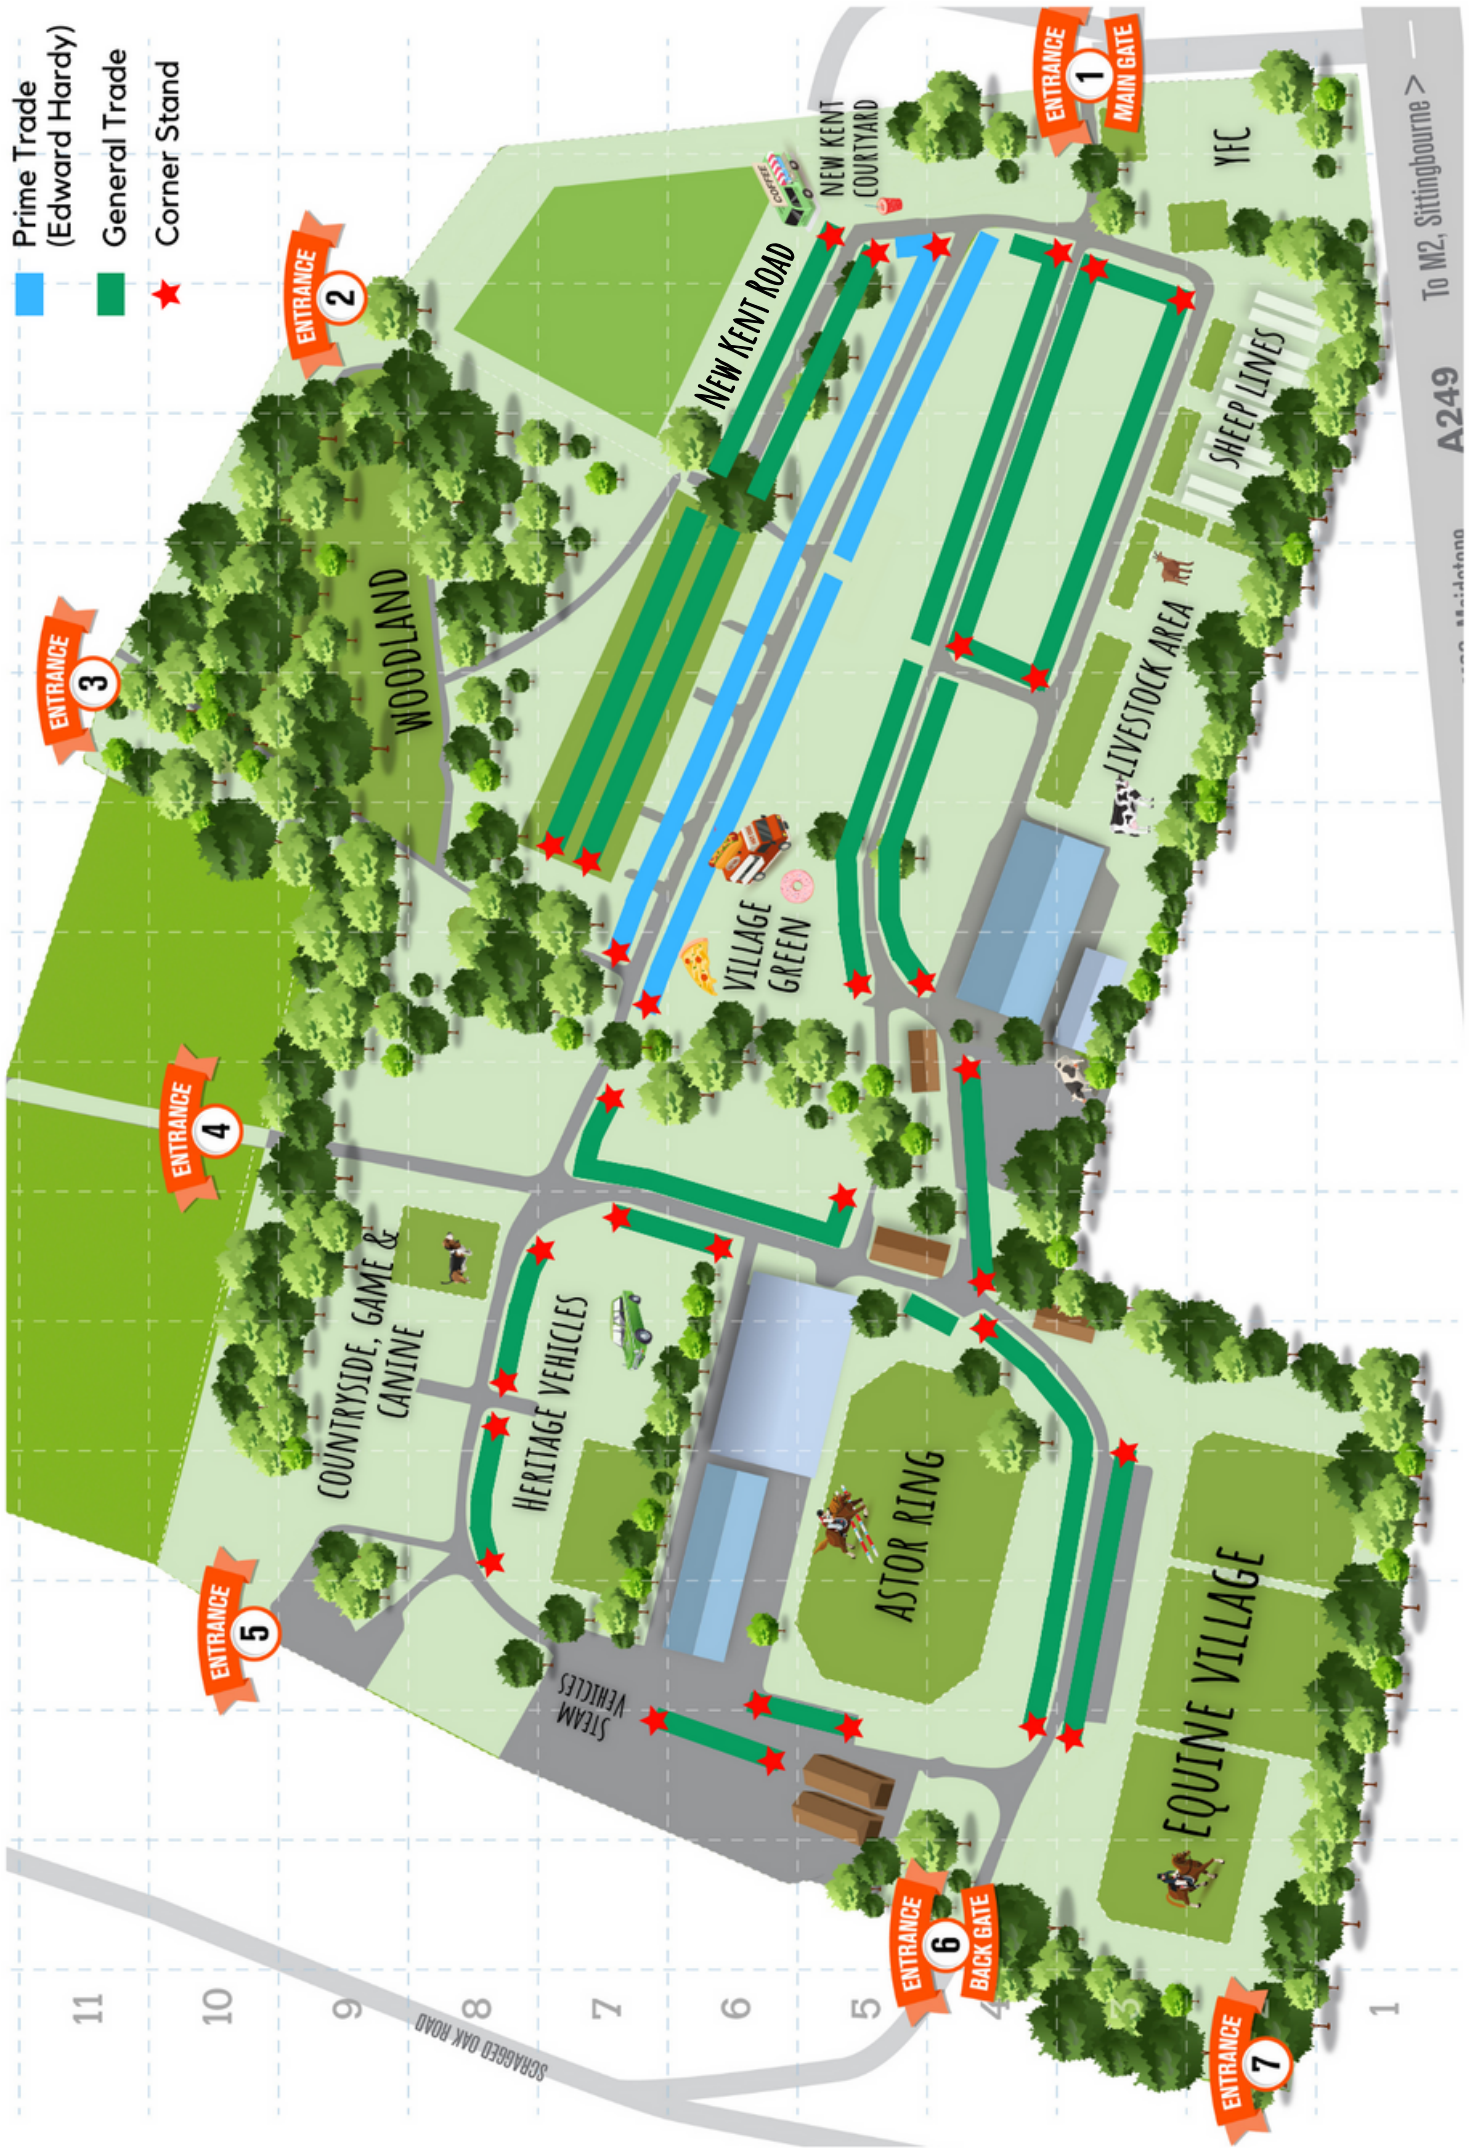 Prime Trade
(Edward Hardy)
General Trade
Corner Stand
ENTRANCE
1
MAIN GATE
ENTRANCE
2
ENTRANCE
3
ENTRANCE
4
ENTRANCE
5
ENTRANCE
6
BACK GATE
ENTRANCE
7
NEW KENT
COURTYARD
COFFEE
YFC
NEW KENT ROAD
SHEEP LINES
LIVESTOCK AREA
WOODLAND
VILLAGE
GREEN
COUNTRYSIDE, GAME &
CANINE
HERITAGE VEHICLES
ASTOR RING
STEAM
VEHICLES
EQUINE VILLAGE
SCRAGGED OAK ROAD
A249
To M2, Sittingbourne >
11
10
9
8
7
6
5
4
3
2
1